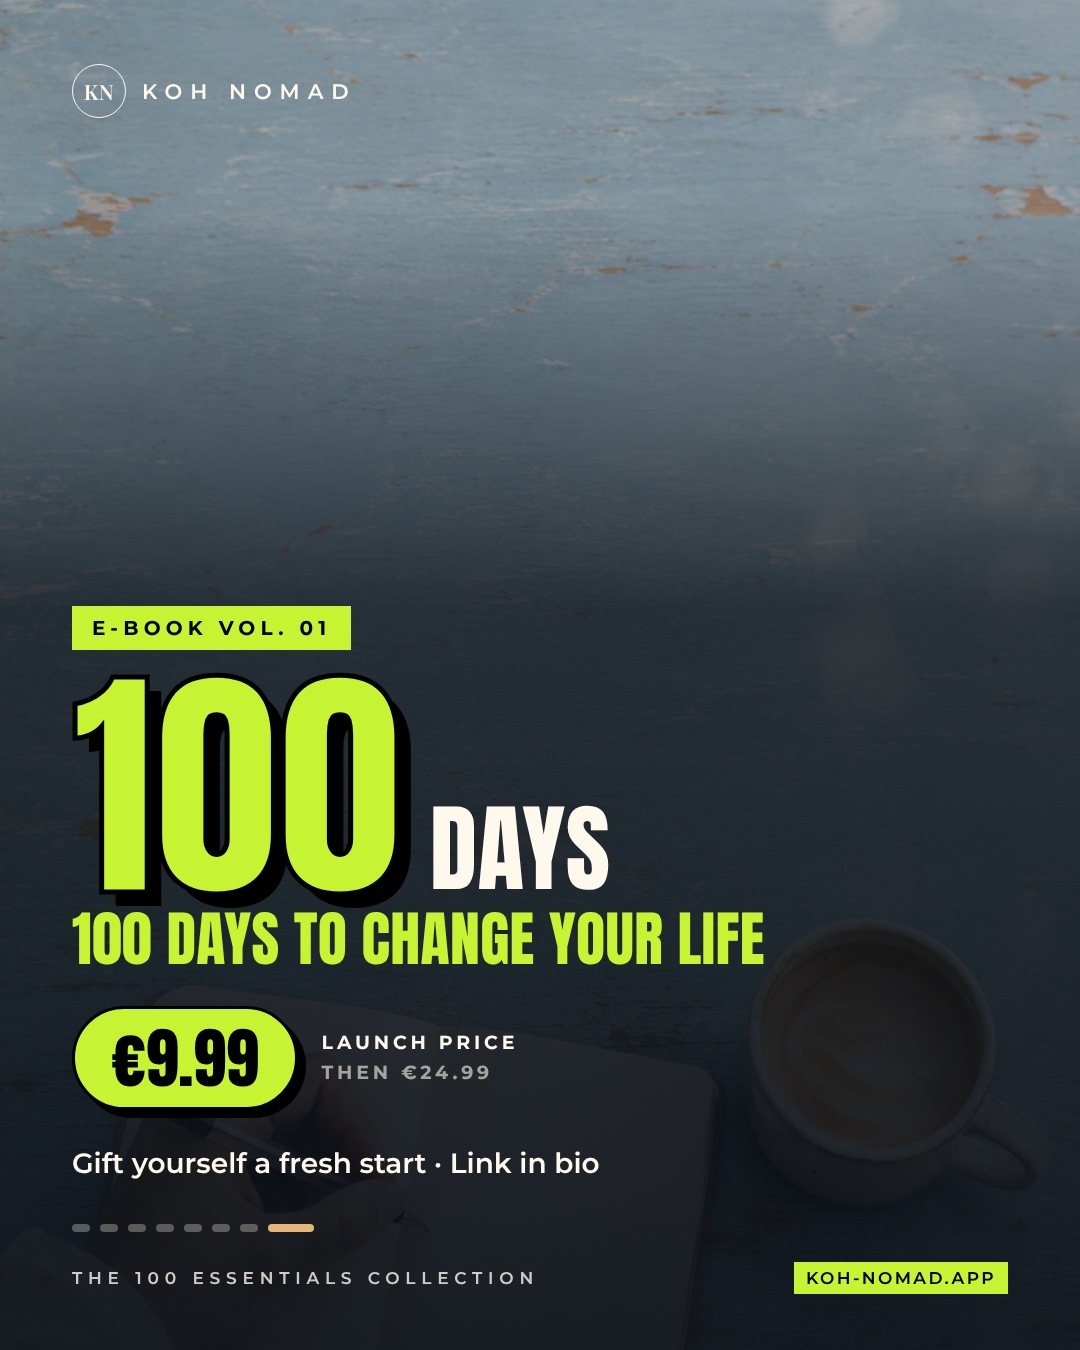 KN KOH NOMAD
E-BOOK VOL. 01
100 DAYS
100 DAYS TO CHANGE YOUR LIFE
€9.99
LAUNCH PRICE
THEN €24.99
Gift yourself a fresh start · Link in bio
THE 100 ESSENTIALS COLLECTION
KOH-NOMAD.APP